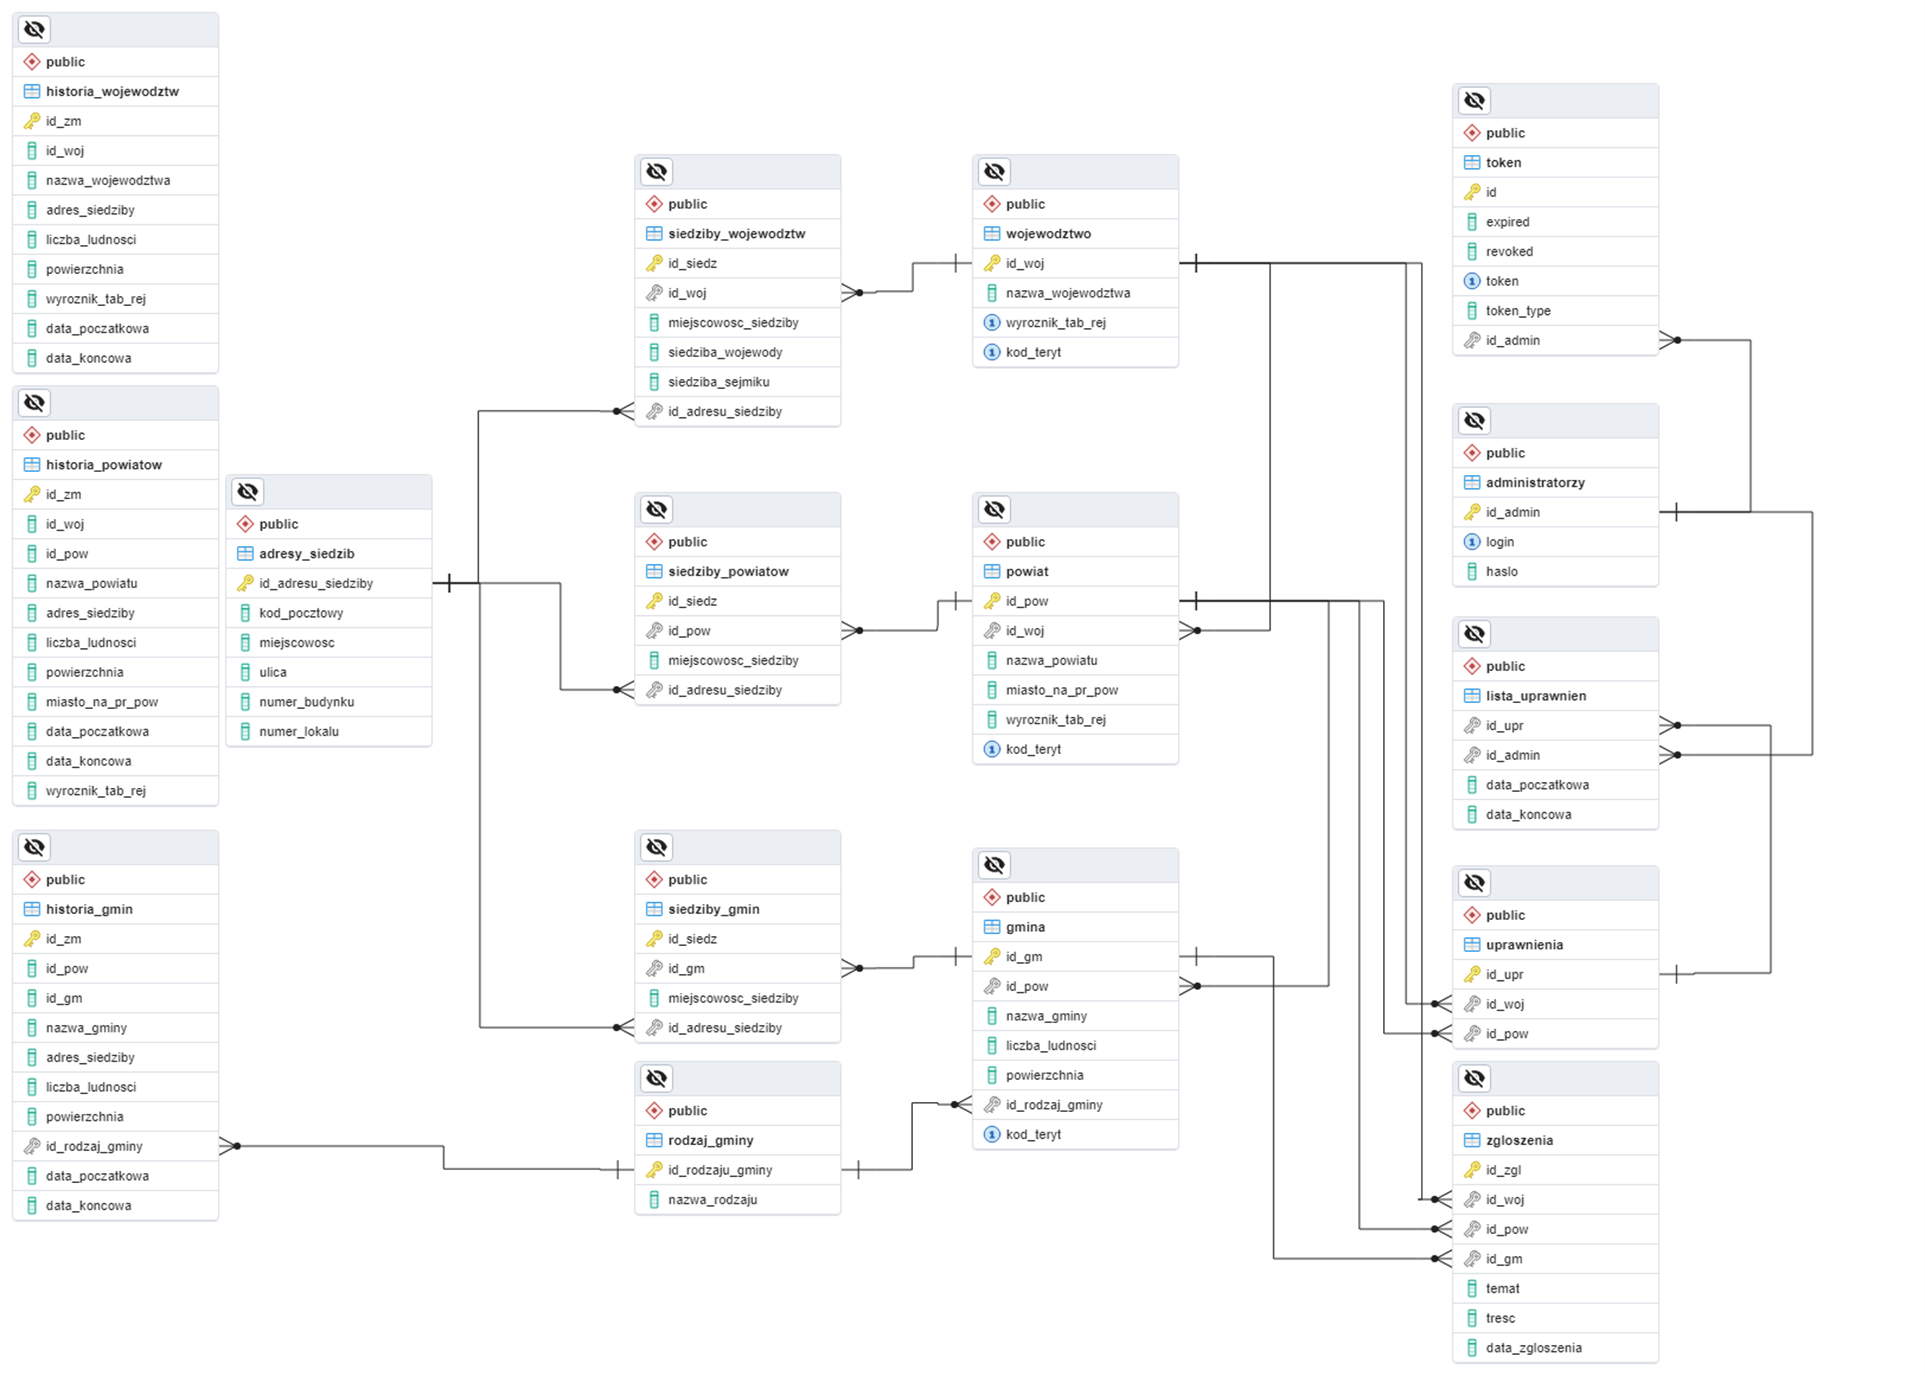 public
historia_wojewodztw
id_zm
id_woj
nazwa_wojewodztwa
adres_siedziby
liczba_ludnosci
powierzchnia
wyroznik_tab_rej
data_poczatkowa
data_koncowa
public
historia_powiatow
id_zm
id_woj
id_pow
nazwa_powiatu
adres_siedziby
liczba_ludnosci
powierzchnia
miasto_na_pr_pow
data_poczatkowa
data_koncowa
wyroznik_tab_rej
public
historia_gmin
id_zm
id_pow
id_gm
nazwa_gminy
adres_siedziby
liczba_ludnosci
powierzchnia
id_rodzaj_gminy
data_poczatkowa
data_koncowa
public
adresy_siedzib
id_adresu_siedziby
kod_pocztowy
miejscowosc
ulica
numer_budynku
numer_lokalu
public
siedziby_wojewodztw
id_siedz
id_woj
miejscowosc_siedziby
siedziba_wojewody
siedziba_sejmiku
id_adresu_siedziby
public
siedziby_powiatow
id_siedz
id_pow
miejscowosc_siedziby
id_adresu_siedziby
public
siedziby_gmin
id_siedz
id_gm
miejscowosc_siedziby
id_adresu_siedziby
public
rodzaj_gminy
id_rodzaju_gminy
nazwa_rodzaju
public
wojewodztwo
id_woj
nazwa_wojewodztwa
1 wyroznik_tab_rej
1 kod_teryt
public
powiat
id_pow
id_woj
nazwa_powiatu
miasto_na_pr_pow
wyroznik_tab_rej
1 kod_teryt
public
gmina
id_gm
id_pow
nazwa_gminy
liczba_ludnosci
powierzchnia
id_rodzaj_gminy
1 kod_teryt
public
token
id
expired
revoked
1 token
token_type
id_admin
public
administratorzy
id_admin
1 login
haslo
public
lista_uprawnien
id_upr
id_admin
data_poczatkowa
data_koncowa
public
uprawnienia
id_upr
id_woj
id_pow
public
zgloszenia
id_zgl
id_woj
id_pow
id_gm
temat
tresc
data_zgloszenia